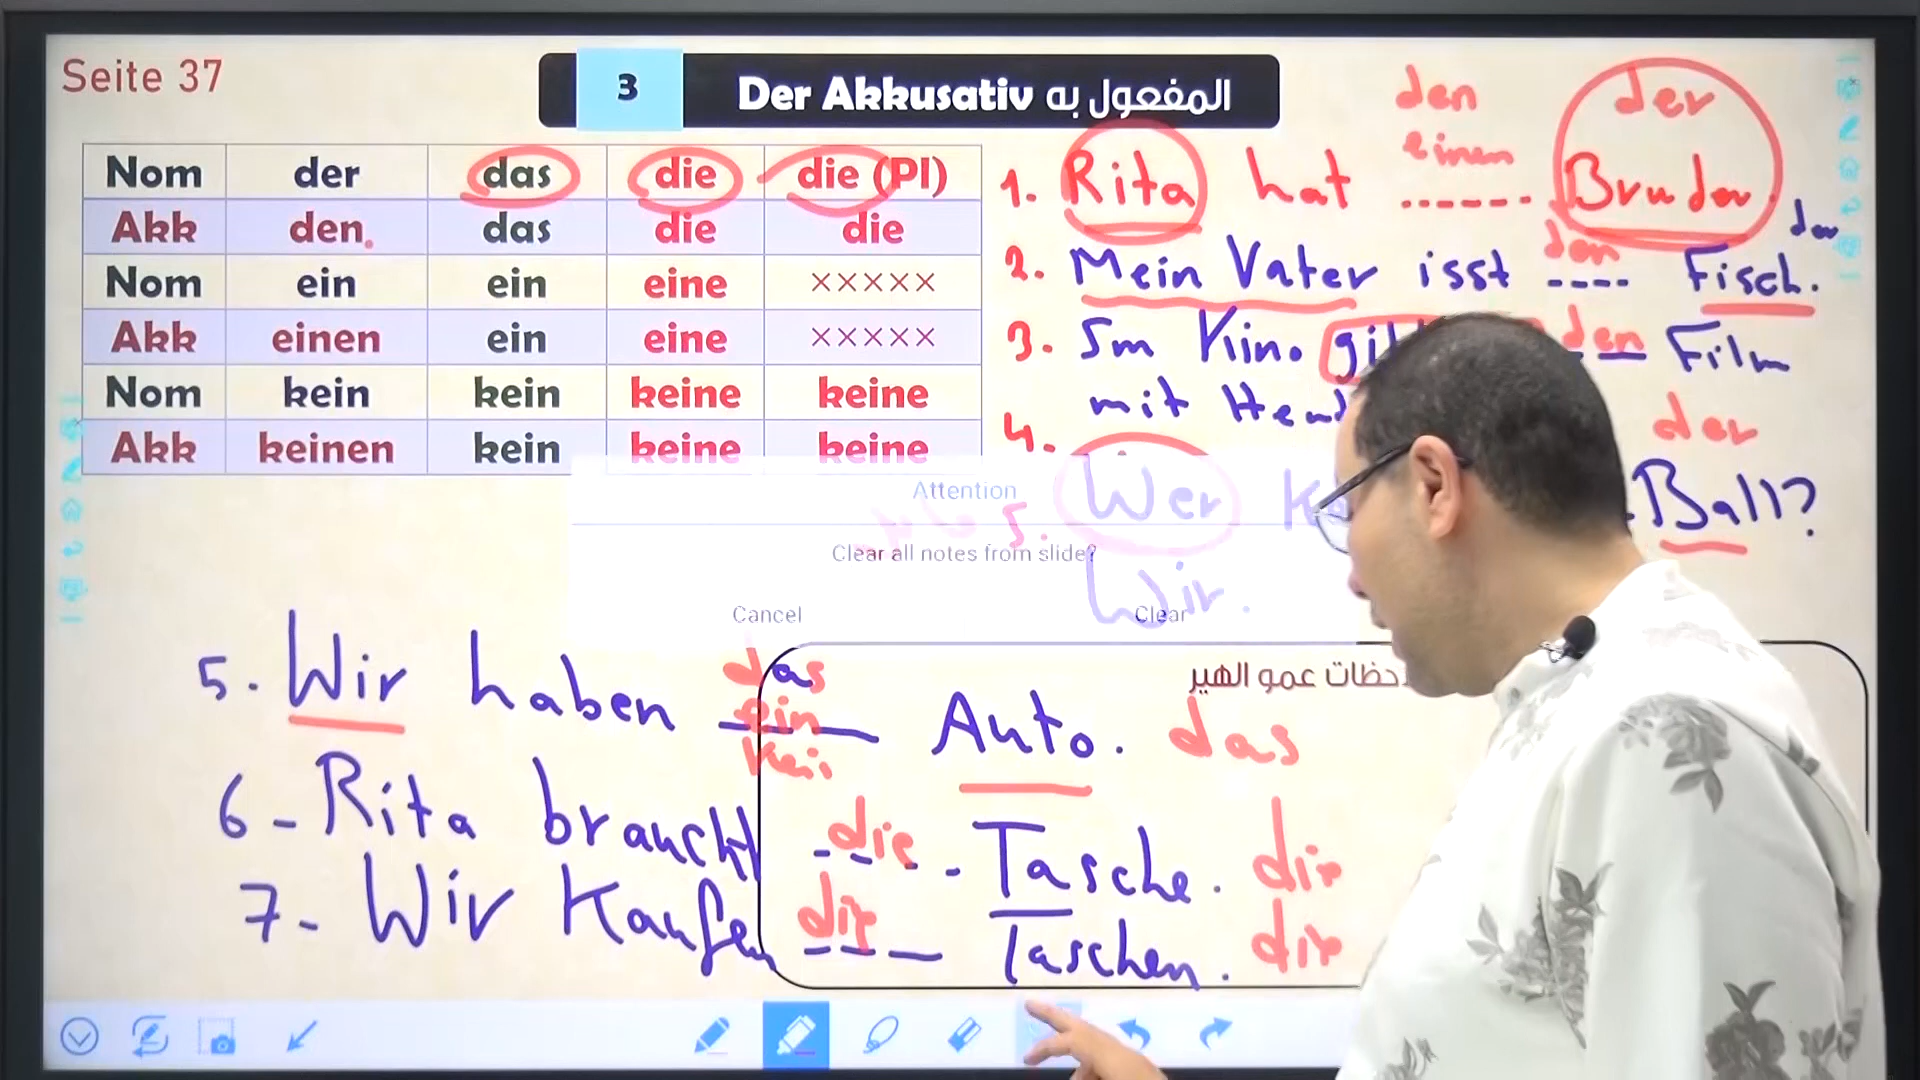 Seite 37
3 Der Akkusativ المفعول به
Nom der das die die (Pl)
Akk den das die die
Nom ein ein eine ×××××
Akk einen ein eine ×××××
Nom kein kein keine keine
Akk keinen kein keine keine
den der
einen
1. Rita hat ------ Bruder.
den der
2. Mein Vater isst ---- Fisch.
3. Im Kino den Film
mit
der
4. Wer Ball?
5. Wir.
Attention
Clear all notes from slide?
Cancel Clear
عمو الهير
das
5. Wir haben ein Auto. das
kein
6 - Rita braucht die Tasche. die
7 - Wir kaufen die Taschen. die